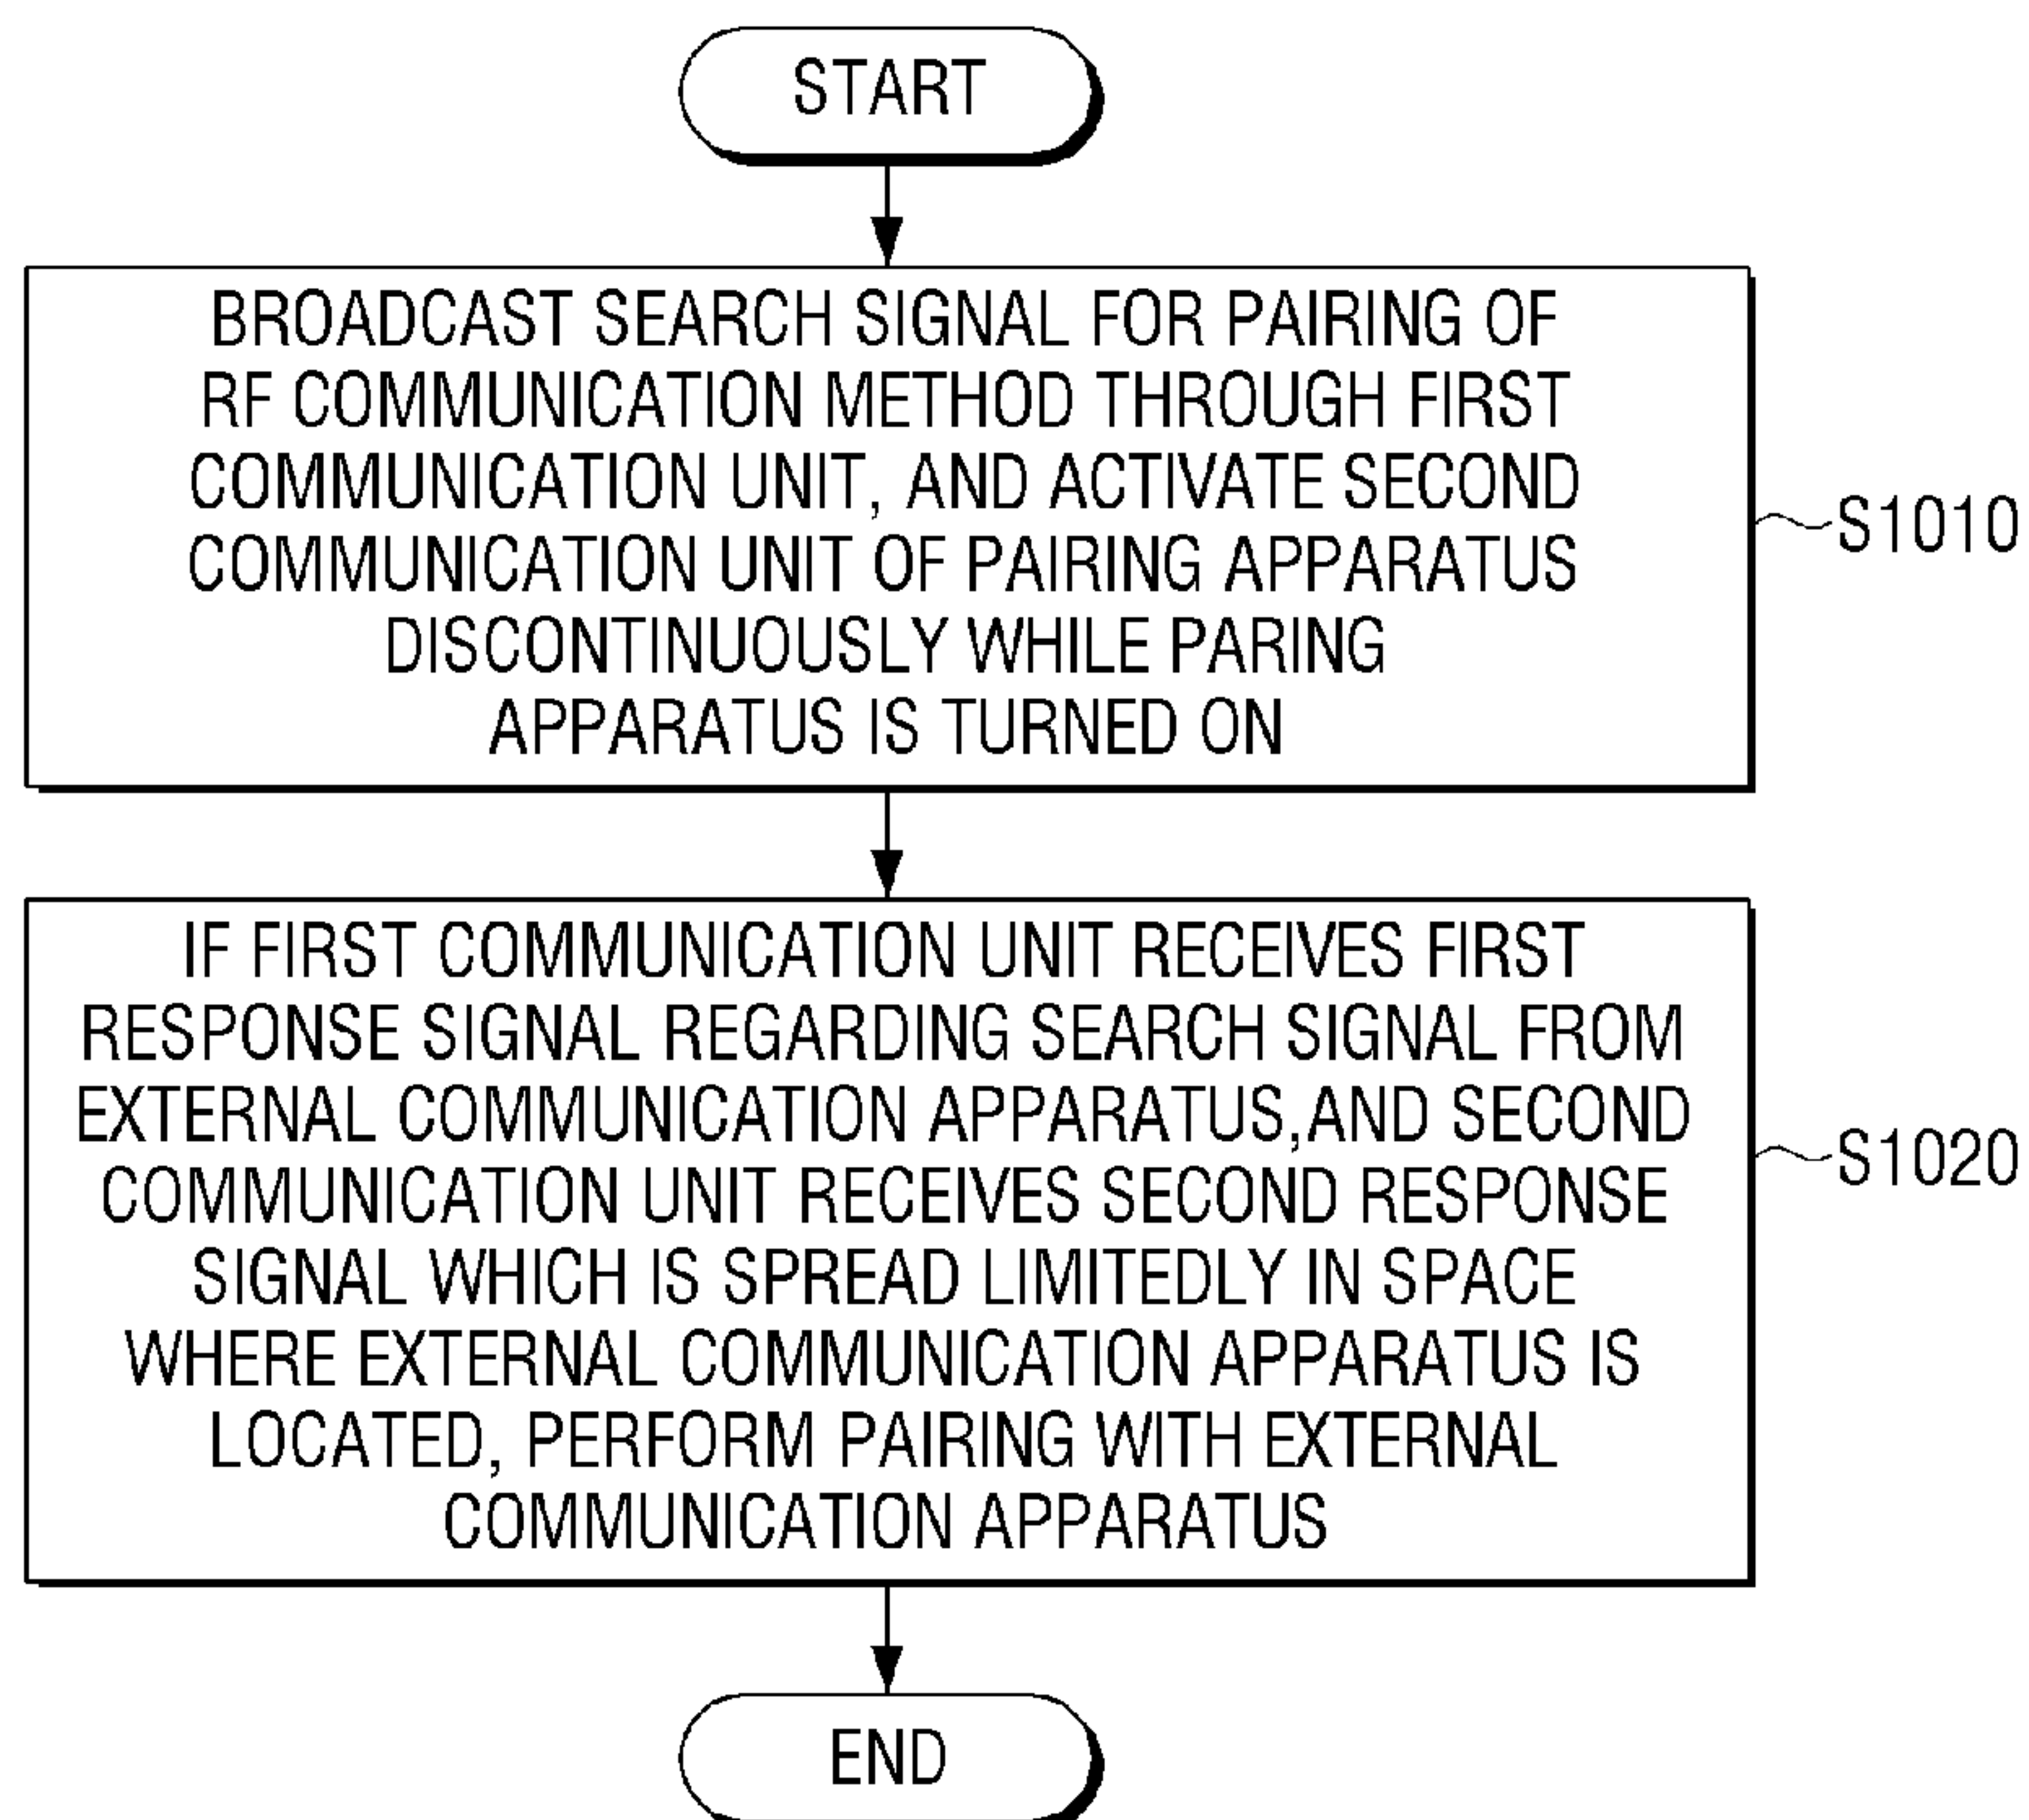 START
BROADCAST SEARCH SIGNAL FOR PAIRING OF
RF COMMUNICATION METHOD THROUGH FIRST
COMMUNICATION UNIT, AND ACTIVATE SECOND
COMMUNICATION UNIT OF PAIRING APPARATUS
DISCONTINUOUSLY WHILE PARING
APPARATUS IS TURNED ON
S1010
IF FIRST COMMUNICATION UNIT RECEIVES FIRST
RESPONSE SIGNAL REGARDING SEARCH SIGNAL FROM
EXTERNAL COMMUNICATION APPARATUS,AND SECOND
COMMUNICATION UNIT RECEIVES SECOND RESPONSE
SIGNAL WHICH IS SPREAD LIMITEDLY IN SPACE
WHERE EXTERNAL COMMUNICATION APPARATUS IS
LOCATED, PERFORM PAIRING WITH EXTERNAL
COMMUNICATION APPARATUS
S1020
END